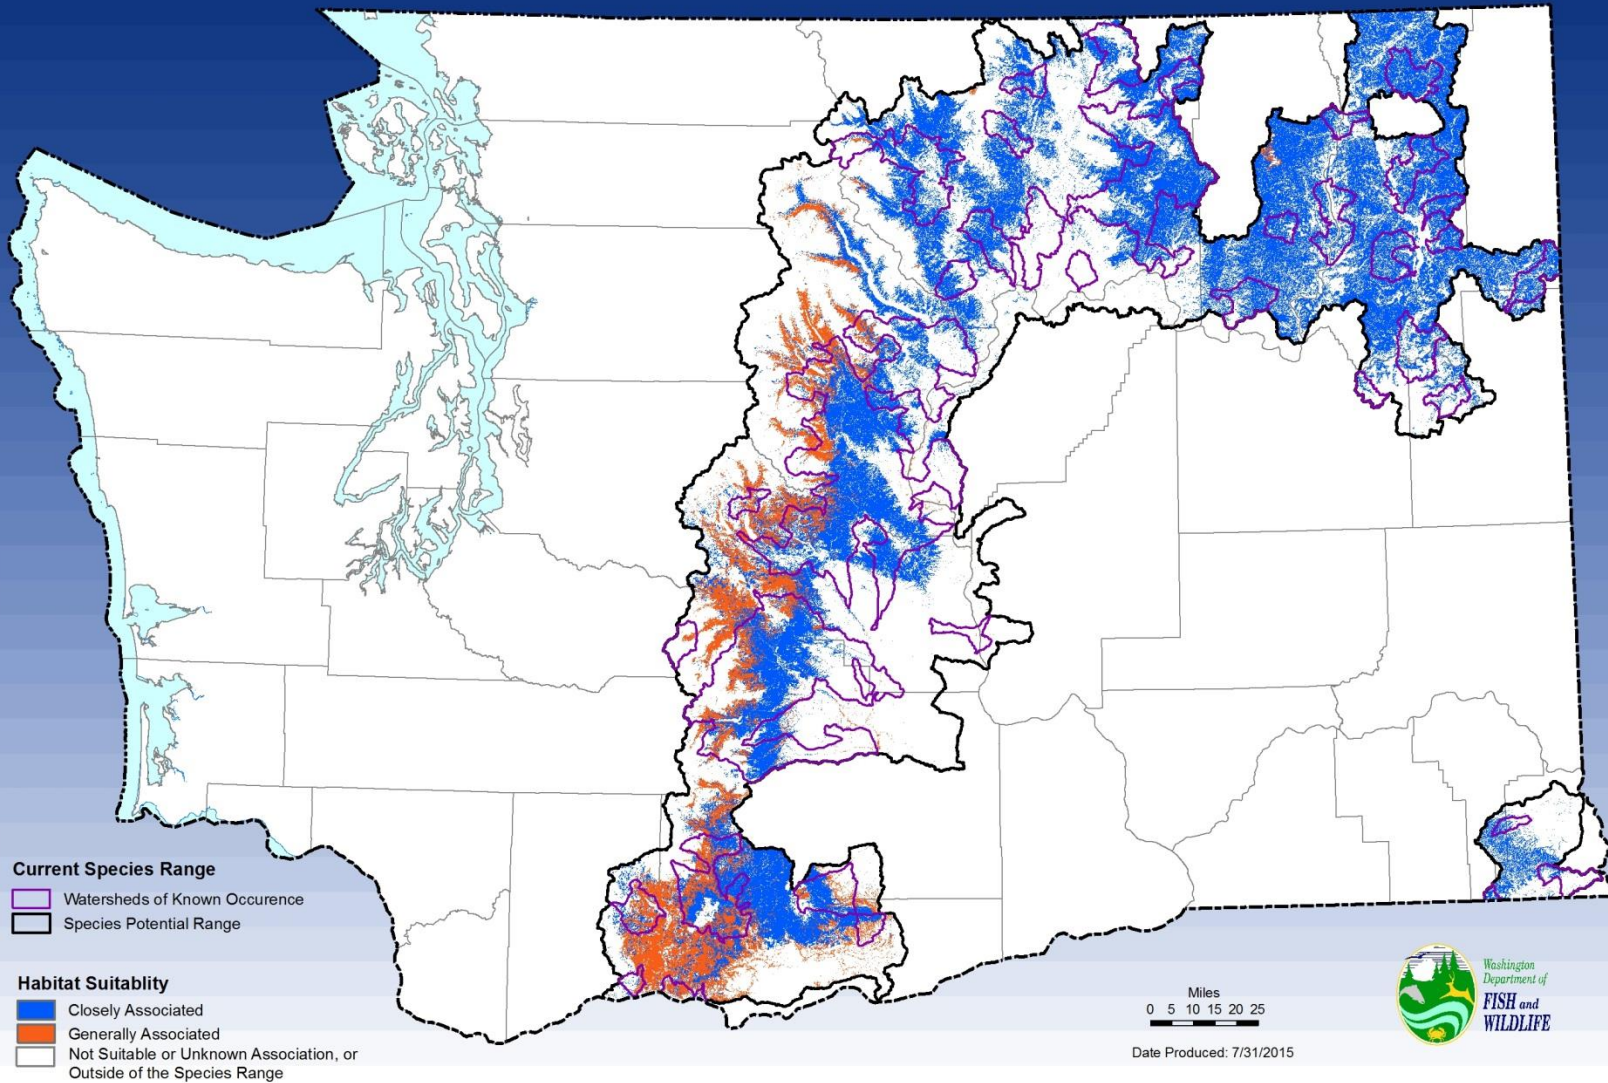 Current Species Range
Watersheds of Known Occurence
Species Potential Range
Habitat Suitablity
Closely Associated
Generally Associated
Not Suitable or Unknown Association, or
Outside of the Species Range
Miles
0 5 10 15 20 25
Date Produced: 7/31/2015
Washington
Department of
FISH and
WILDLIFE